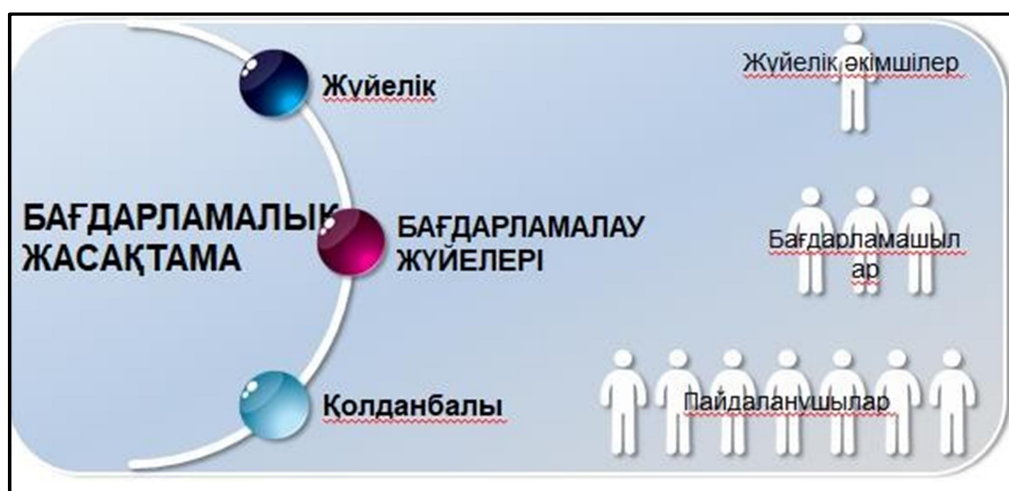 Жүйелік әкімшілер
Жүйелік
БАҒДАРЛАМАЛЫҚ
ЖАСАҚТАМА
БАҒДАРЛАМАЛАУ
ЖҮЙЕЛЕРІ
Бағдарламашыл
ар
Қолданбалы
Пайдаланушылар